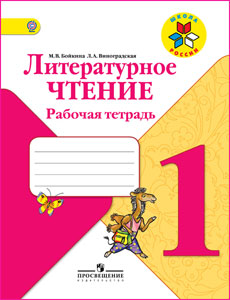 М.В. Бойкина Л.А. Виноградская
ШКОЛА
РОССИИ
Литературное
ЧТЕНИЕ
Рабочая тетрадь
1
ПРОСВЕЩЕНИЕ
ИЗДАТЕЛЬСТВО